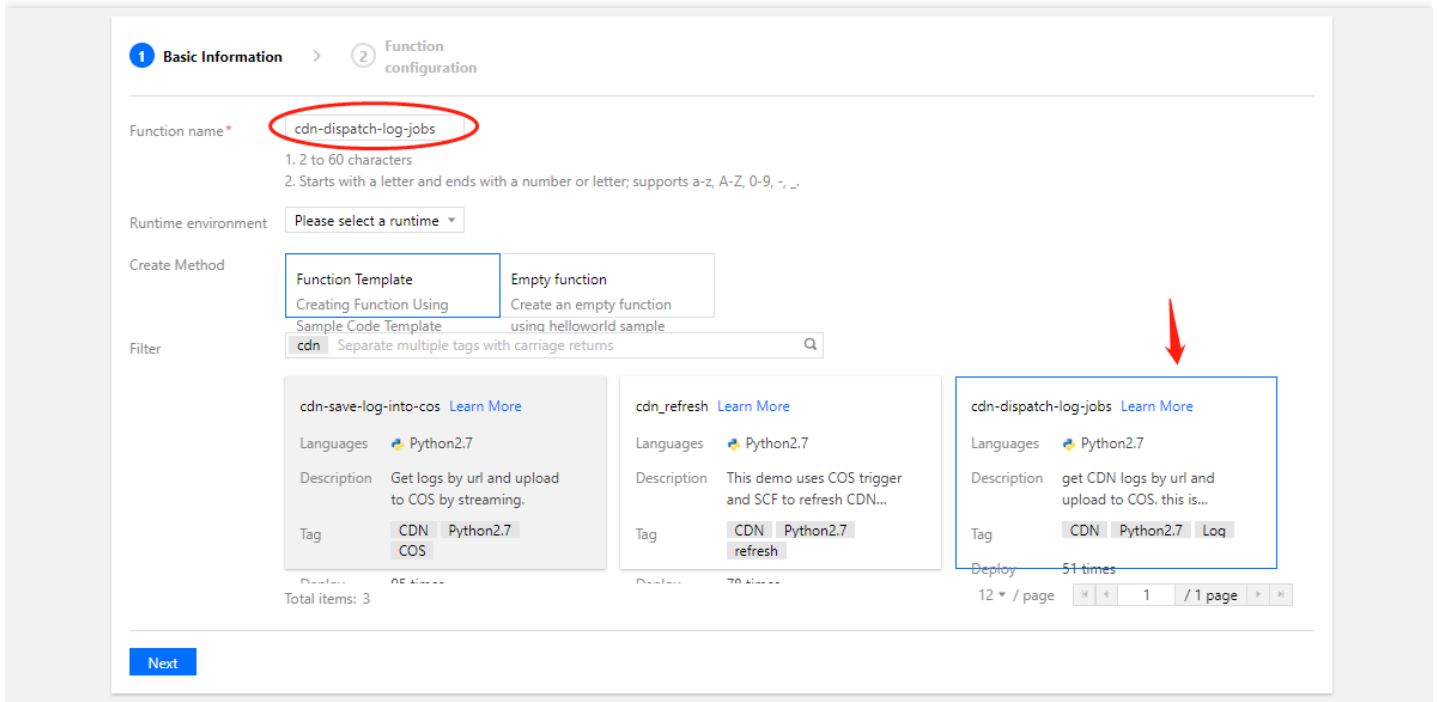 1 Basic Information > 2 Function
configuration
Function name*
cdn-dispatch-log-jobs
1. 2 to 60 characters
2. Starts with a letter and ends with a number or letter; supports a-z, A-Z, 0-9, -, _.
Runtime environment
Please select a runtime
Create Method
Function Template
Creating Function Using
Sample Code Template
Empty function
Create an empty function
using helloworld sample
Filter
cdn Separate multiple tags with carriage returns
cdn-save-log-into-cos Learn More
Languages Python2.7
Description Get logs by url and upload
to COS by streaming.
Tag CDN Python2.7
COS
Deploy 95 times
cdn_refresh Learn More
Languages Python2.7
Description This demo uses COS trigger
and SCF to refresh CDN...
Tag CDN Python2.7
refresh
Deploy 78 times
cdn-dispatch-log-jobs Learn More
Languages Python2.7
Description get CDN logs by url and
upload to COS. this is...
Tag CDN Python2.7 Log
Deploy 51 times
Total items: 3
12 / page 1 / 1 page
Next